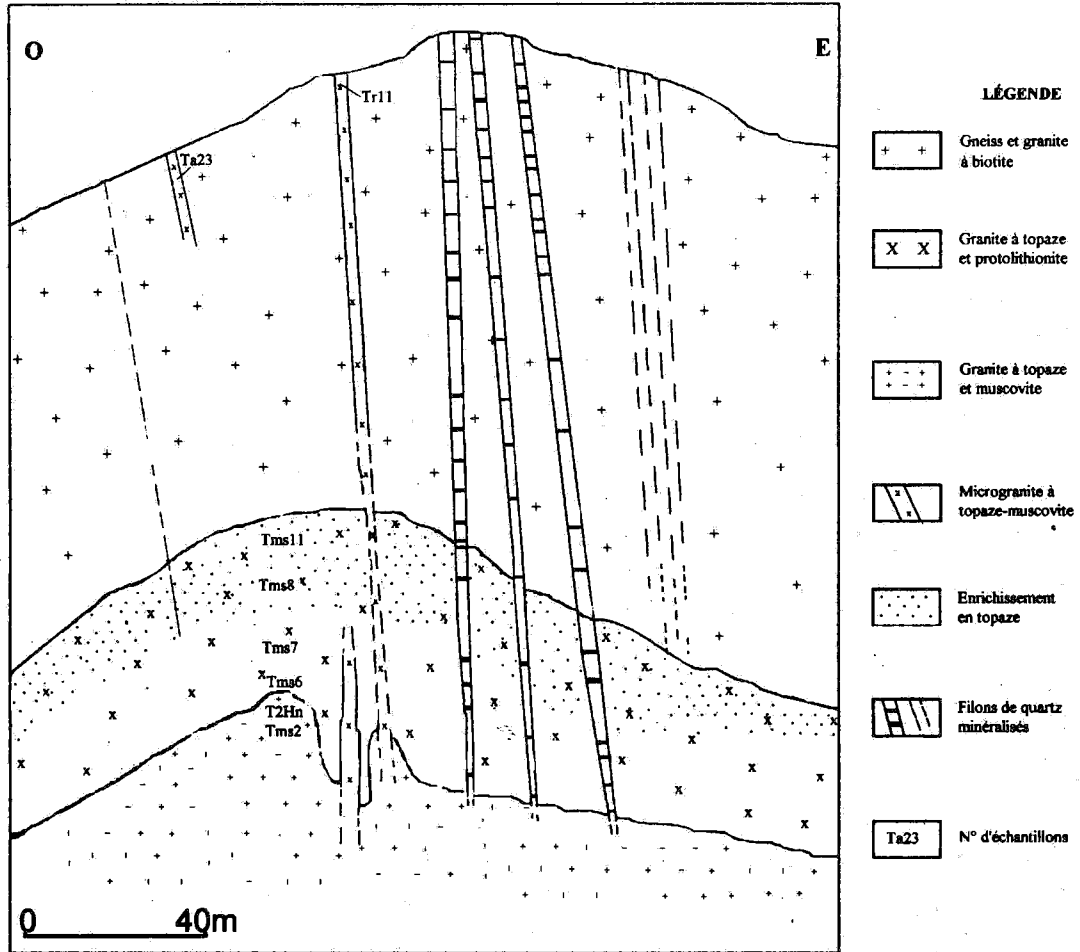 O
E
Tr11
Ta23
Tms11
Tms8
Tms7
Tms6
T2Hn
Tms2
0
40m
LÉGENDE
Gneiss et granite
à biotite
Granite à topaze
et protolithionite
Granite à topaze
et muscovite
Microgranite à
topaze-muscovite
Enrichissement
en topaze
Filons de quartz
minéralisés
Ta23
N° d'échantillons